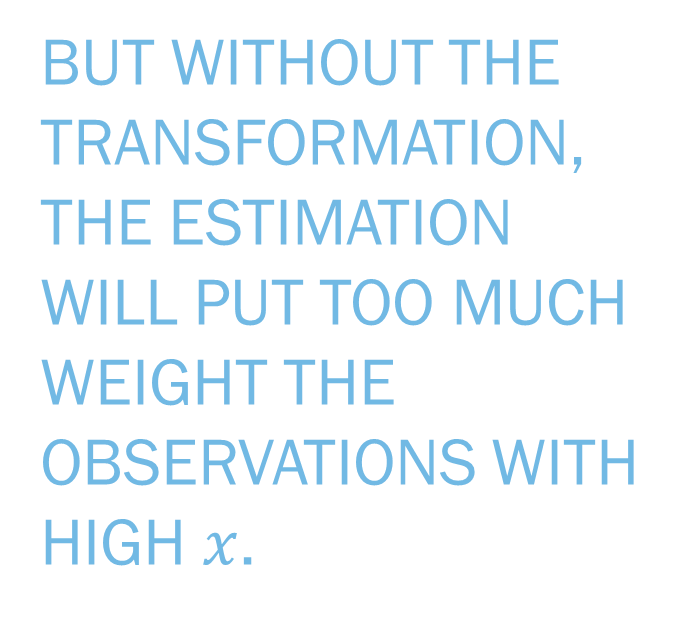 BUT WITHOUT THE
TRANSFORMATION,
THE ESTIMATION
WILL PUT TOO MUCH
WEIGHT THE
OBSERVATIONS WITH
HIGH 𝑥.